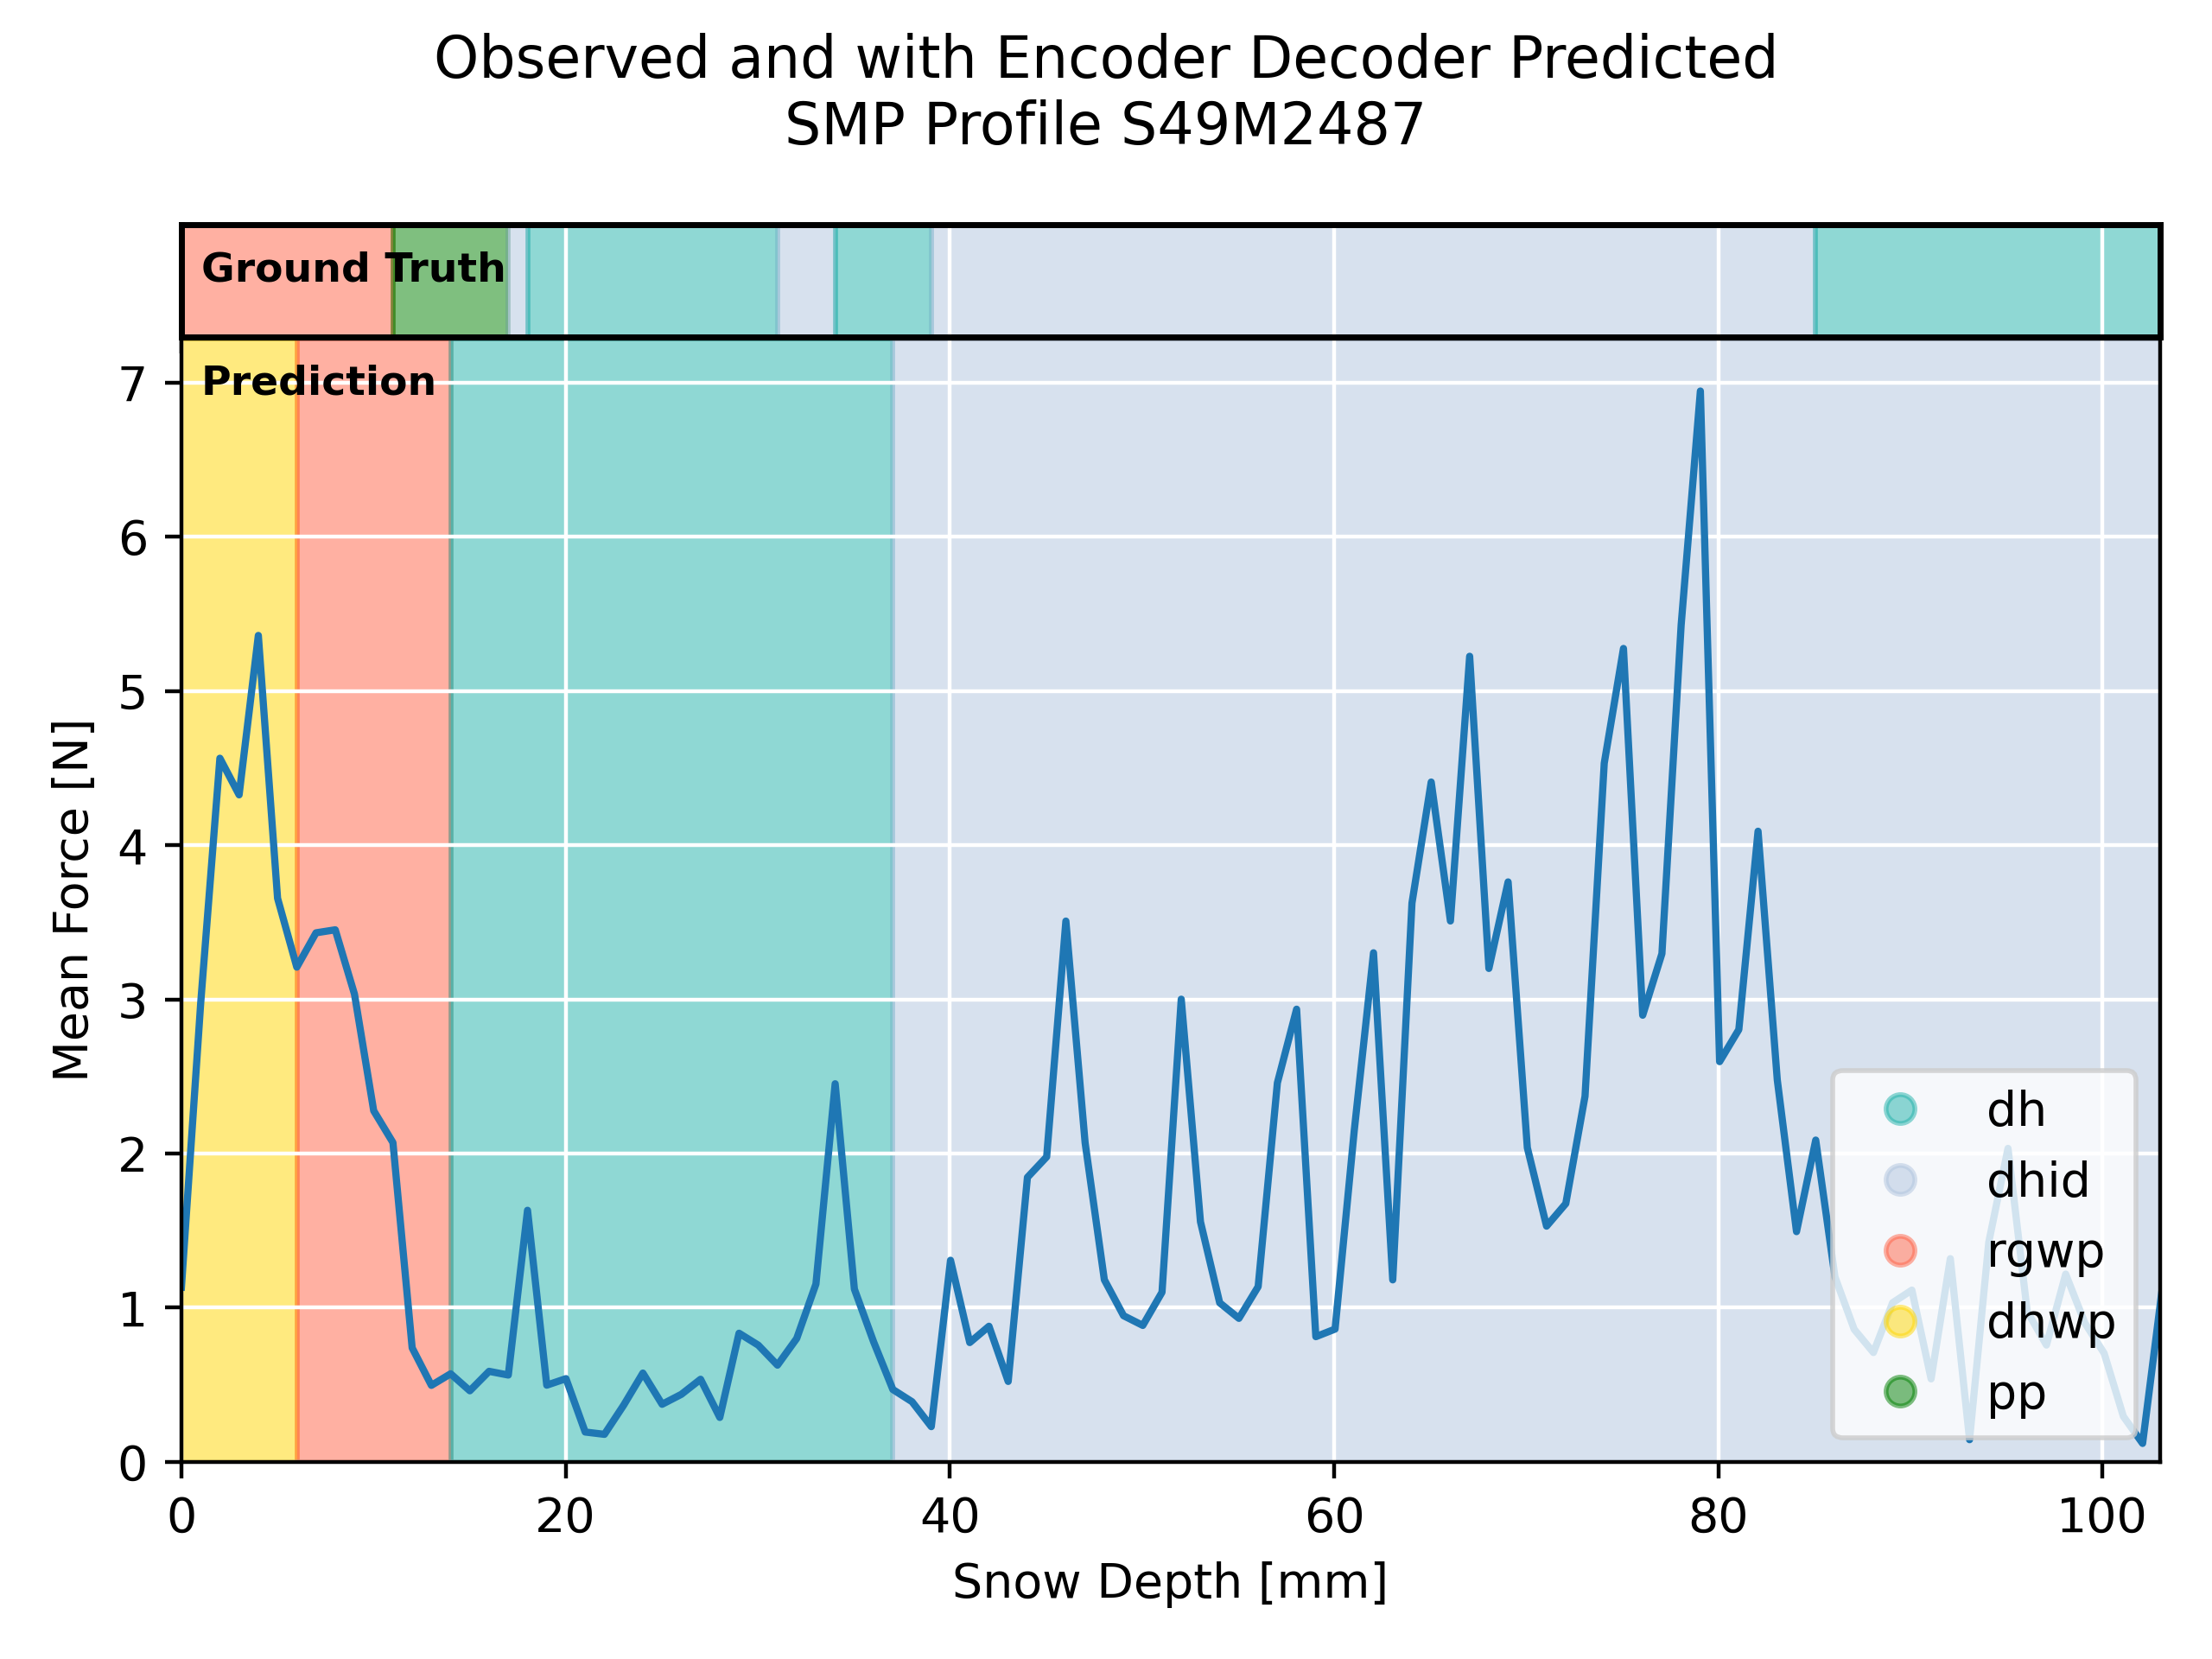 Observed and with Encoder Decoder Predicted
SMP Profile S49M2487
Ground Truth
Prediction
7
6
5
4
3
2
1
0
Mean Force [N]
dh
dhid
rgwp
dhwp
pp
0 20 40 60 80 100
Snow Depth [mm]